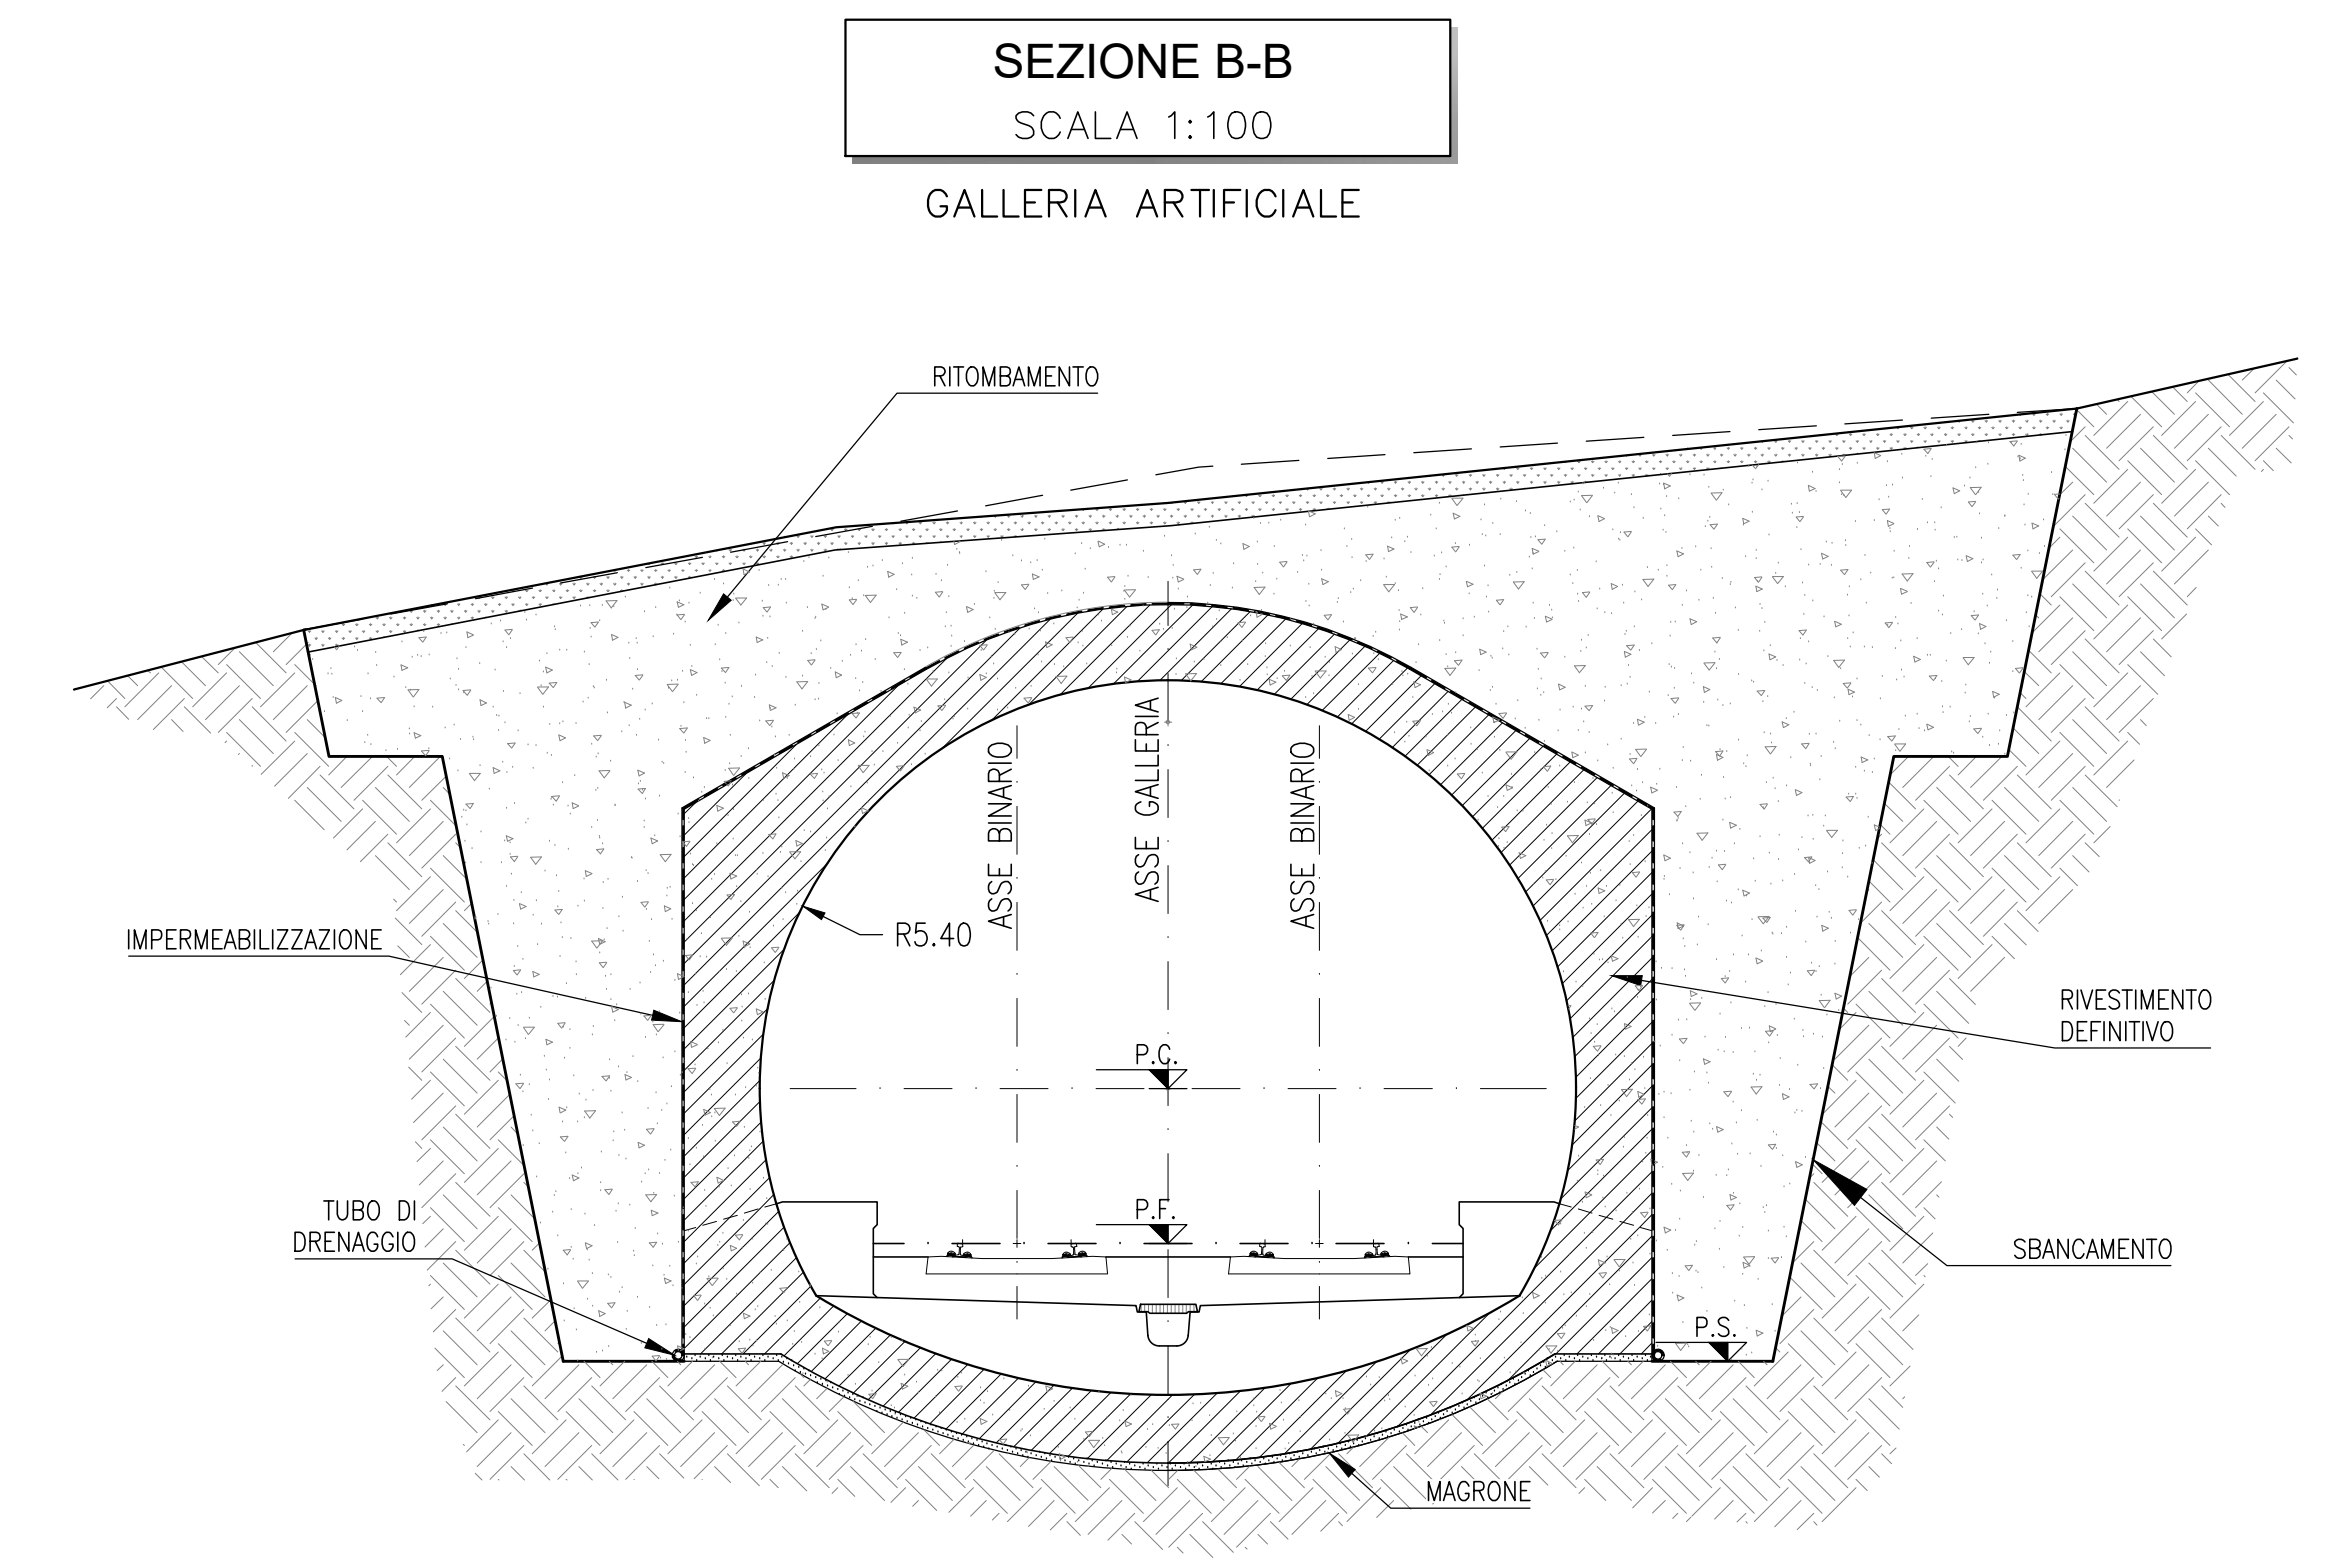 SEZIONE B-B
SCALA 1:100
GALLERIA ARTIFICIALE
RITOMBAMENTO
ASSE BINARIO
ASSE GALLERIA
ASSE BINARIO
R5.40
IMPERMEABILIZZAZIONE
RIVESTIMENTO
DEFINITIVO
P.C.
TUBO DI
DRENAGGIO
P.F.
SBANCAMENTO
P.S.
MAGRONE